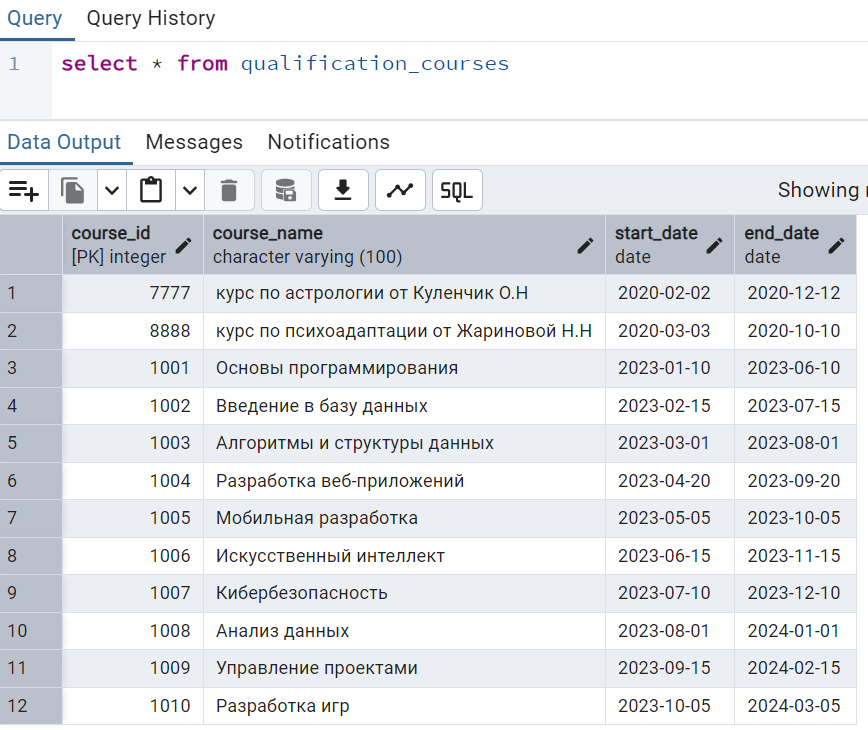 Query Query History
1 select * from qualification_courses
Data Output Messages Notifications
SQL Showing
course_id course_name start_date end_date
[PK] integer character varying (100) date date
1 7777 курс по астрологии от Куленчик О.Н 2020-02-02 2020-12-12
2 8888 курс по психоадаптации от Жариновой Н.Н 2020-03-03 2020-10-10
3 1001 Основы программирования 2023-01-10 2023-06-10
4 1002 Введение в базу данных 2023-02-15 2023-07-15
5 1003 Алгоритмы и структуры данных 2023-03-01 2023-08-01
6 1004 Разработка веб-приложений 2023-04-20 2023-09-20
7 1005 Мобильная разработка 2023-05-05 2023-10-05
8 1006 Искусственный интеллект 2023-06-15 2023-11-15
9 1007 Кибербезопасность 2023-07-10 2023-12-10
10 1008 Анализ данных 2023-08-01 2024-01-01
11 1009 Управление проектами 2023-09-15 2024-02-15
12 1010 Разработка игр 2023-10-05 2024-03-05